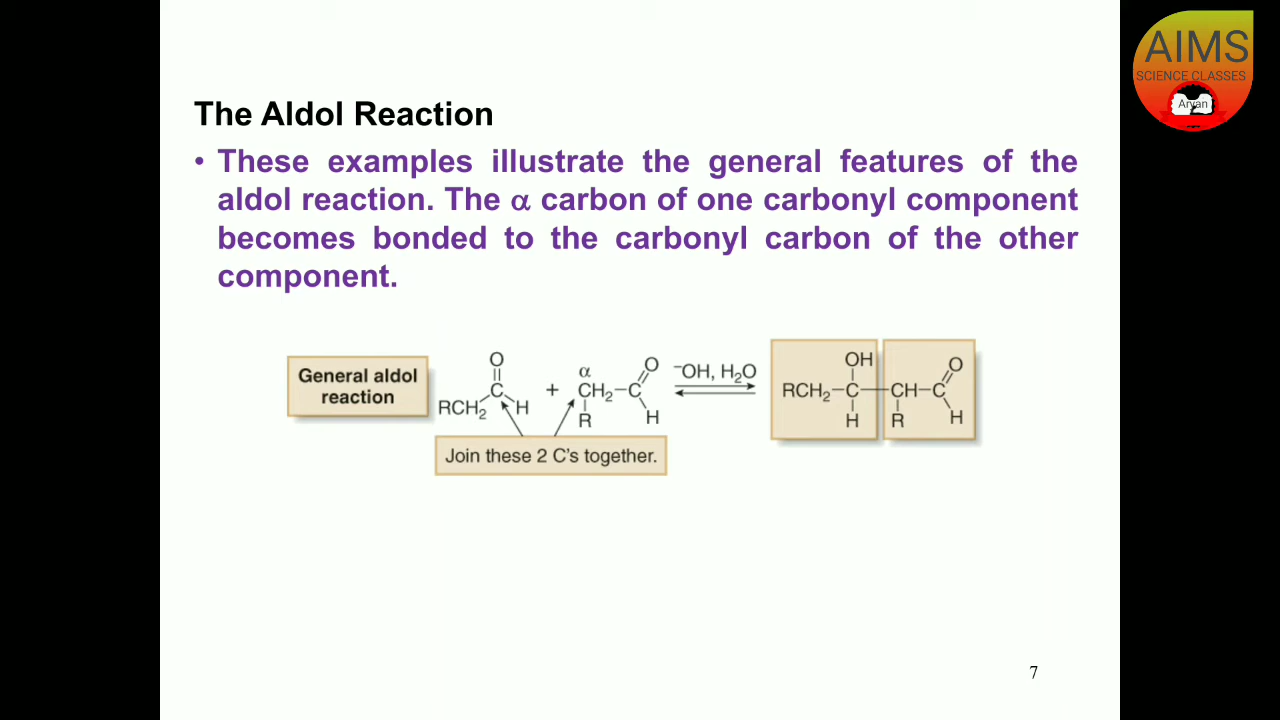 AIMS
SCIENCE CLASSES
Aryan
The Aldol Reaction
• These examples illustrate the general features of the
aldol reaction. The α carbon of one carbonyl component
becomes bonded to the carbonyl carbon of the other
component.
General aldol
reaction
O
RCH₂ C H
+
α
O
CH₂–C
R H
⁻OH, H₂O
OH O
RCH₂–C–CH–C
H R H
Join these 2 C's together.
7